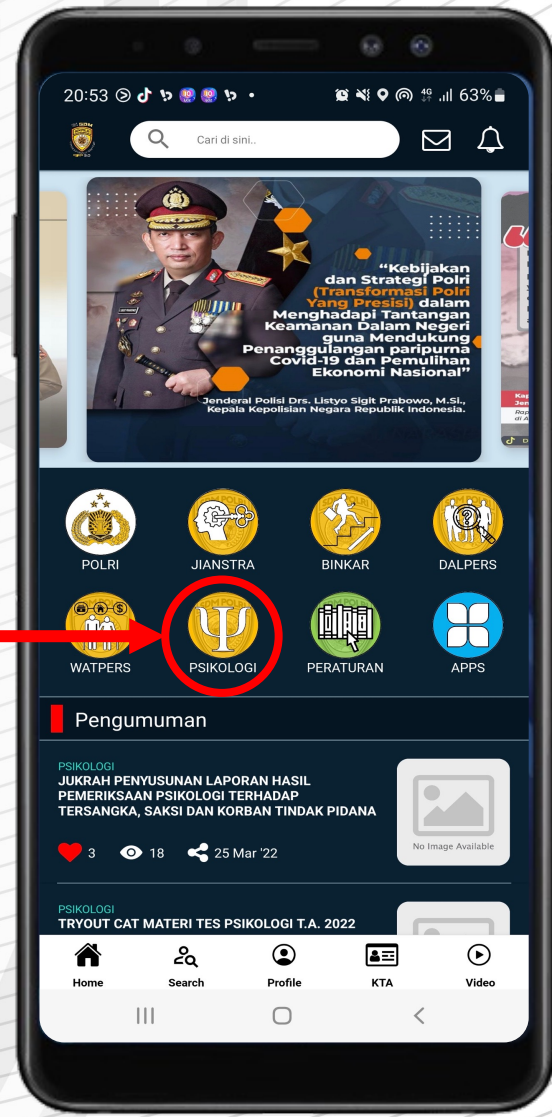 20:53
4G 63%
Cari di sini..
“Kebijakan
dan Strategi Polri
(Transformasi Polri
Yang Presisi) dalam
Menghadapi Tantangan
Keamanan Dalam Negeri
guna Mendukung
Penanggulangan paripurna
Covid-19 dan Pemulihan
Ekonomi Nasional”
Jenderal Polisi Drs. Listyo Sigit Prabowo, M.Si.,
Kepala Kepolisian Negara Republik Indonesia.
POLRI
JIANSTRA
BINKAR
DALPERS
WATPERS
PSIKOLOGI
PERATURAN
APPS
Pengumuman
PSIKOLOGI
JUKRAH PENYUSUNAN LAPORAN HASIL
PEMERIKSAAN PSIKOLOGI TERHADAP
TERSANGKA, SAKSI DAN KORBAN TINDAK PIDANA
No Image Available
3 18 25 Mar '22
PSIKOLOGI
TRYOUT CAT MATERI TES PSIKOLOGI T.A. 2022
Home
Search
Profile
KTA
Video